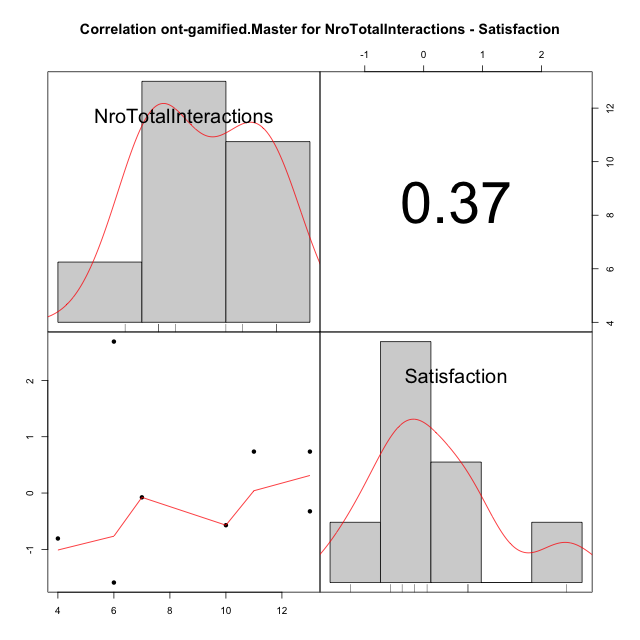 Correlation ont-gamified.Master for NroTotalInteractions - Satisfaction
-1 0 1 2
NroTotalInteractions
0.37
12
10
8
6
4
Satisfaction
2
1
0
-1
4 6 8 10 12